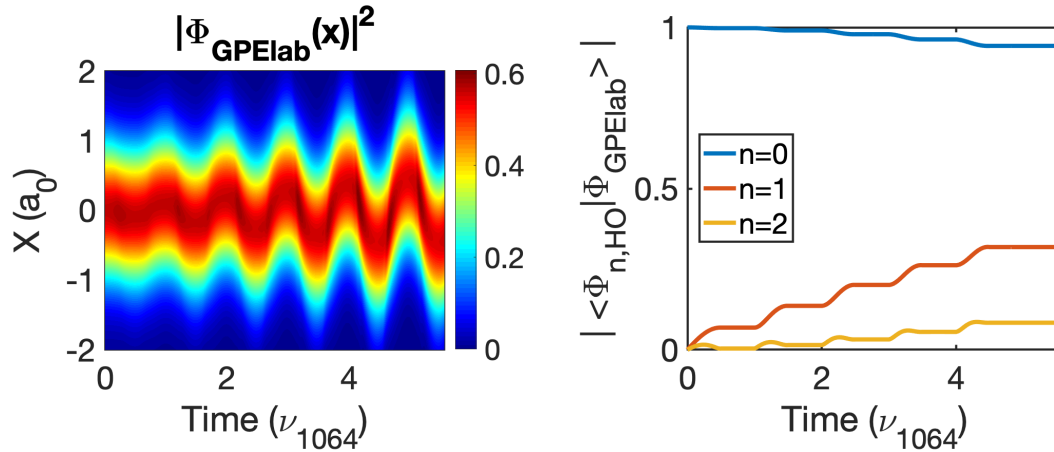 |Φ_GPElab(x)|²
2
1
0
-1
-2
X (a₀)
0 2 4
Time (ν₁₀₆₄)
0.6
0.4
0.2
0
| <Φ_n,HO|Φ_GPElab> |
1
0.5
0
n=0
n=1
n=2
0 2 4
Time (ν₁₀₆₄)